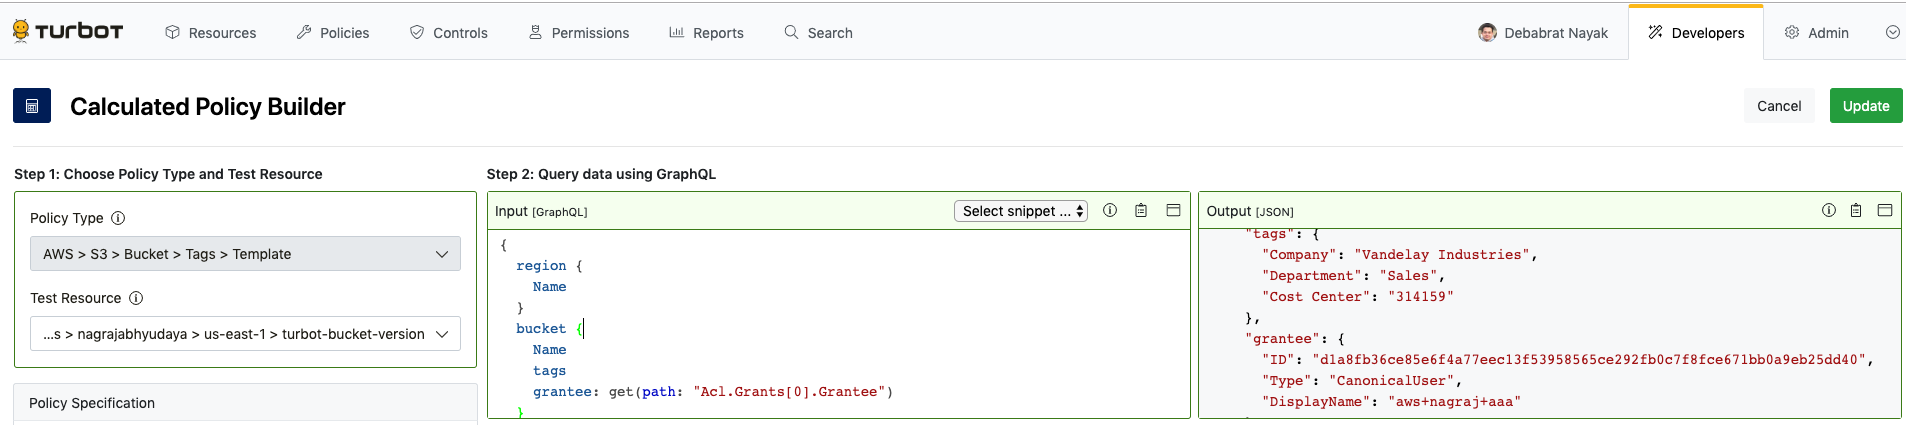 TURBOT
Resources
Policies
Controls
Permissions
Reports
Search
Debabrat Nayak
Developers
Admin
Calculated Policy Builder
Cancel
Update
Step 1: Choose Policy Type and Test Resource
Policy Type
AWS > S3 > Bucket > Tags > Template
Test Resource
...s > nagrajabhyudaya > us-east-1 > turbot-bucket-version
Policy Specification
Step 2: Query data using GraphQL
Input [GraphQL]
Select snippet ...
{
region {
Name
}
bucket {
Name
tags
grantee: get(path: "Acl.Grants[0].Grantee")
}
Output [JSON]
"tags": {
"Company": "Vandelay Industries",
"Department": "Sales",
"Cost Center": "314159"
},
"grantee": {
"ID": "d1a8fb36ce85e6f4a77eec13f53958565ce292fb0c7f8fce671bb0a9eb25dd40",
"Type": "CanonicalUser",
"DisplayName": "aws+nagraj+aaa"